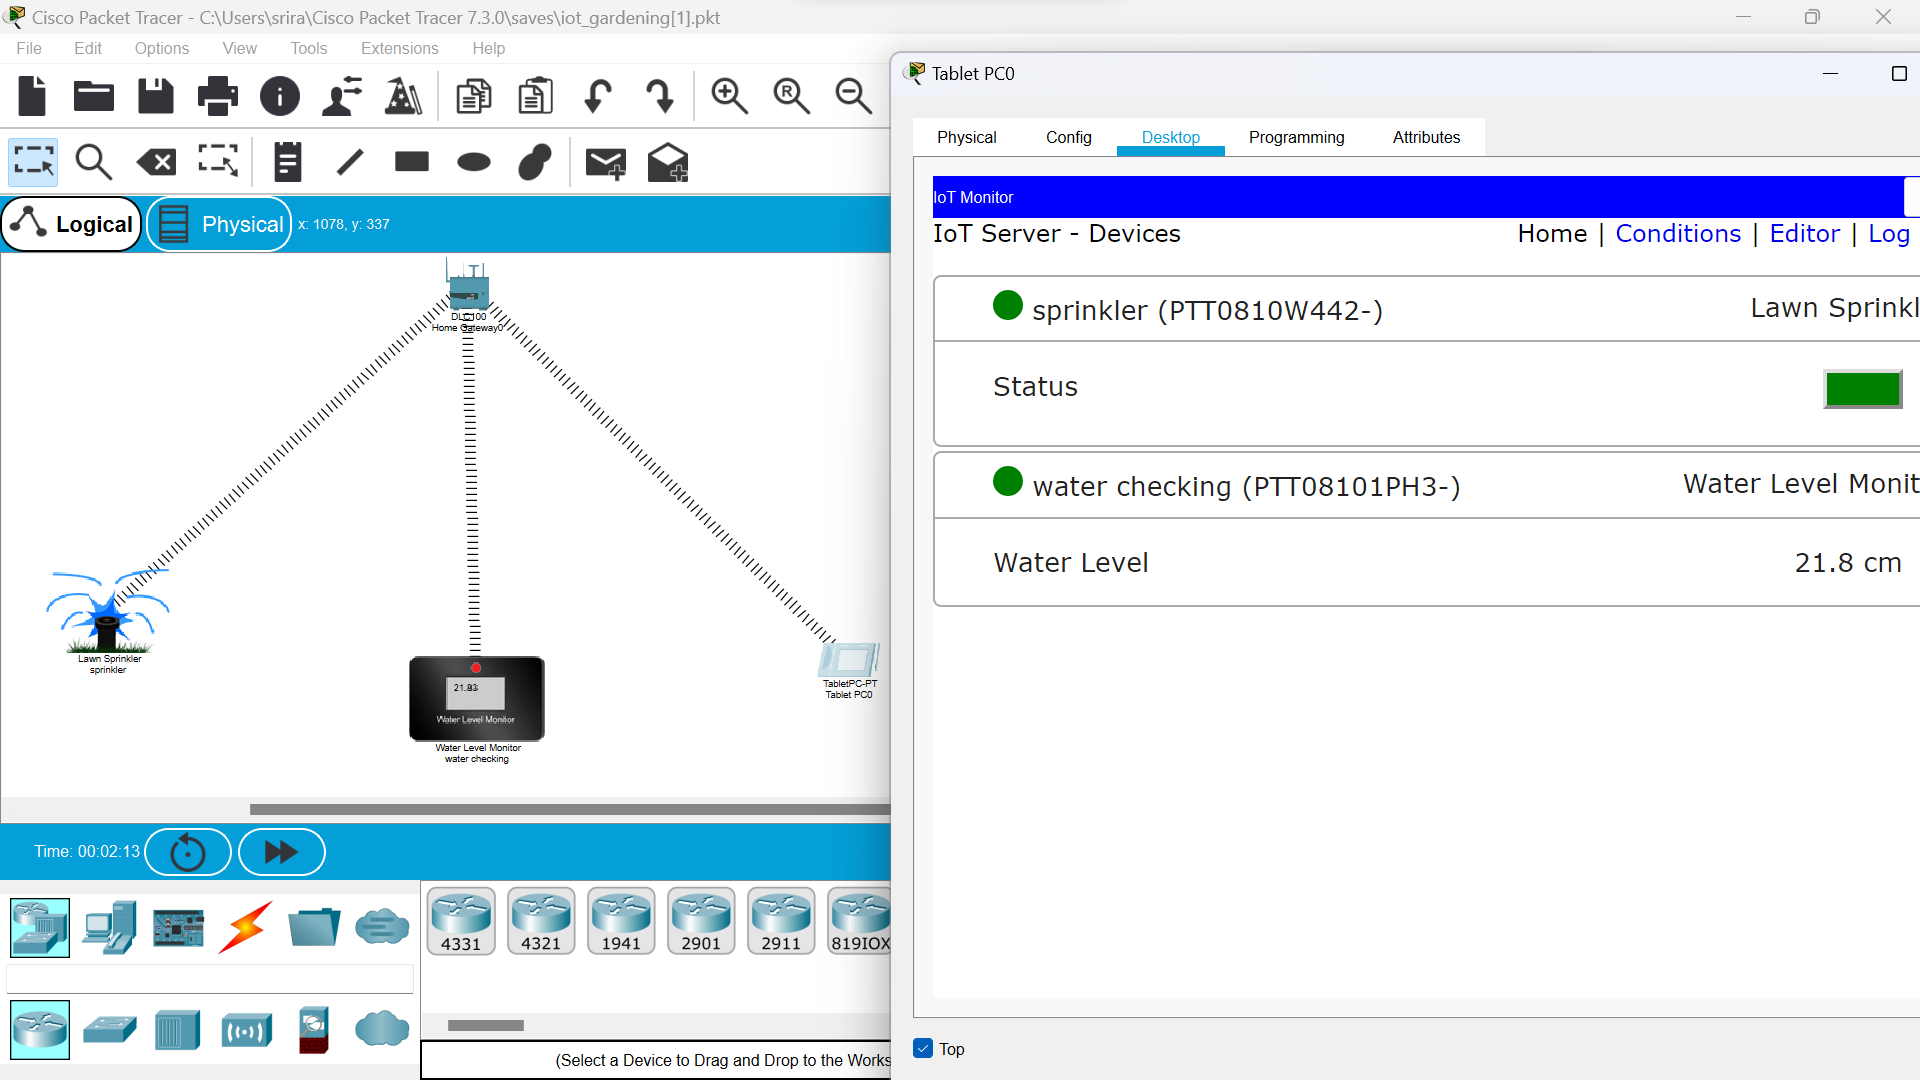 Cisco Packet Tracer - C:\Users\srira\Cisco Packet Tracer 7.3.0\saves\iot_gardening[1].pkt
File Edit Options View Tools Extensions Help
Tablet PC0
Physical Config Desktop Programming Attributes
IoT Monitor
IoT Server - Devices Home | Conditions | Editor | Log
sprinkler (PTT0810W442-) Lawn Sprinkl
Status
water checking (PTT08101PH3-) Water Level Monit
Water Level 21.8 cm
Top
Logical Physical x: 1078, y: 337
DLC100
Home Gateway0
Lawn Sprinkler
sprinkler
Water Level Monitor
Water Level Monitor
water checking
TabletPC-PT
Tablet PC0
Time: 00:02:13
4331 4321 1941 2901 2911 819IOX
(Select a Device to Drag and Drop to the Works